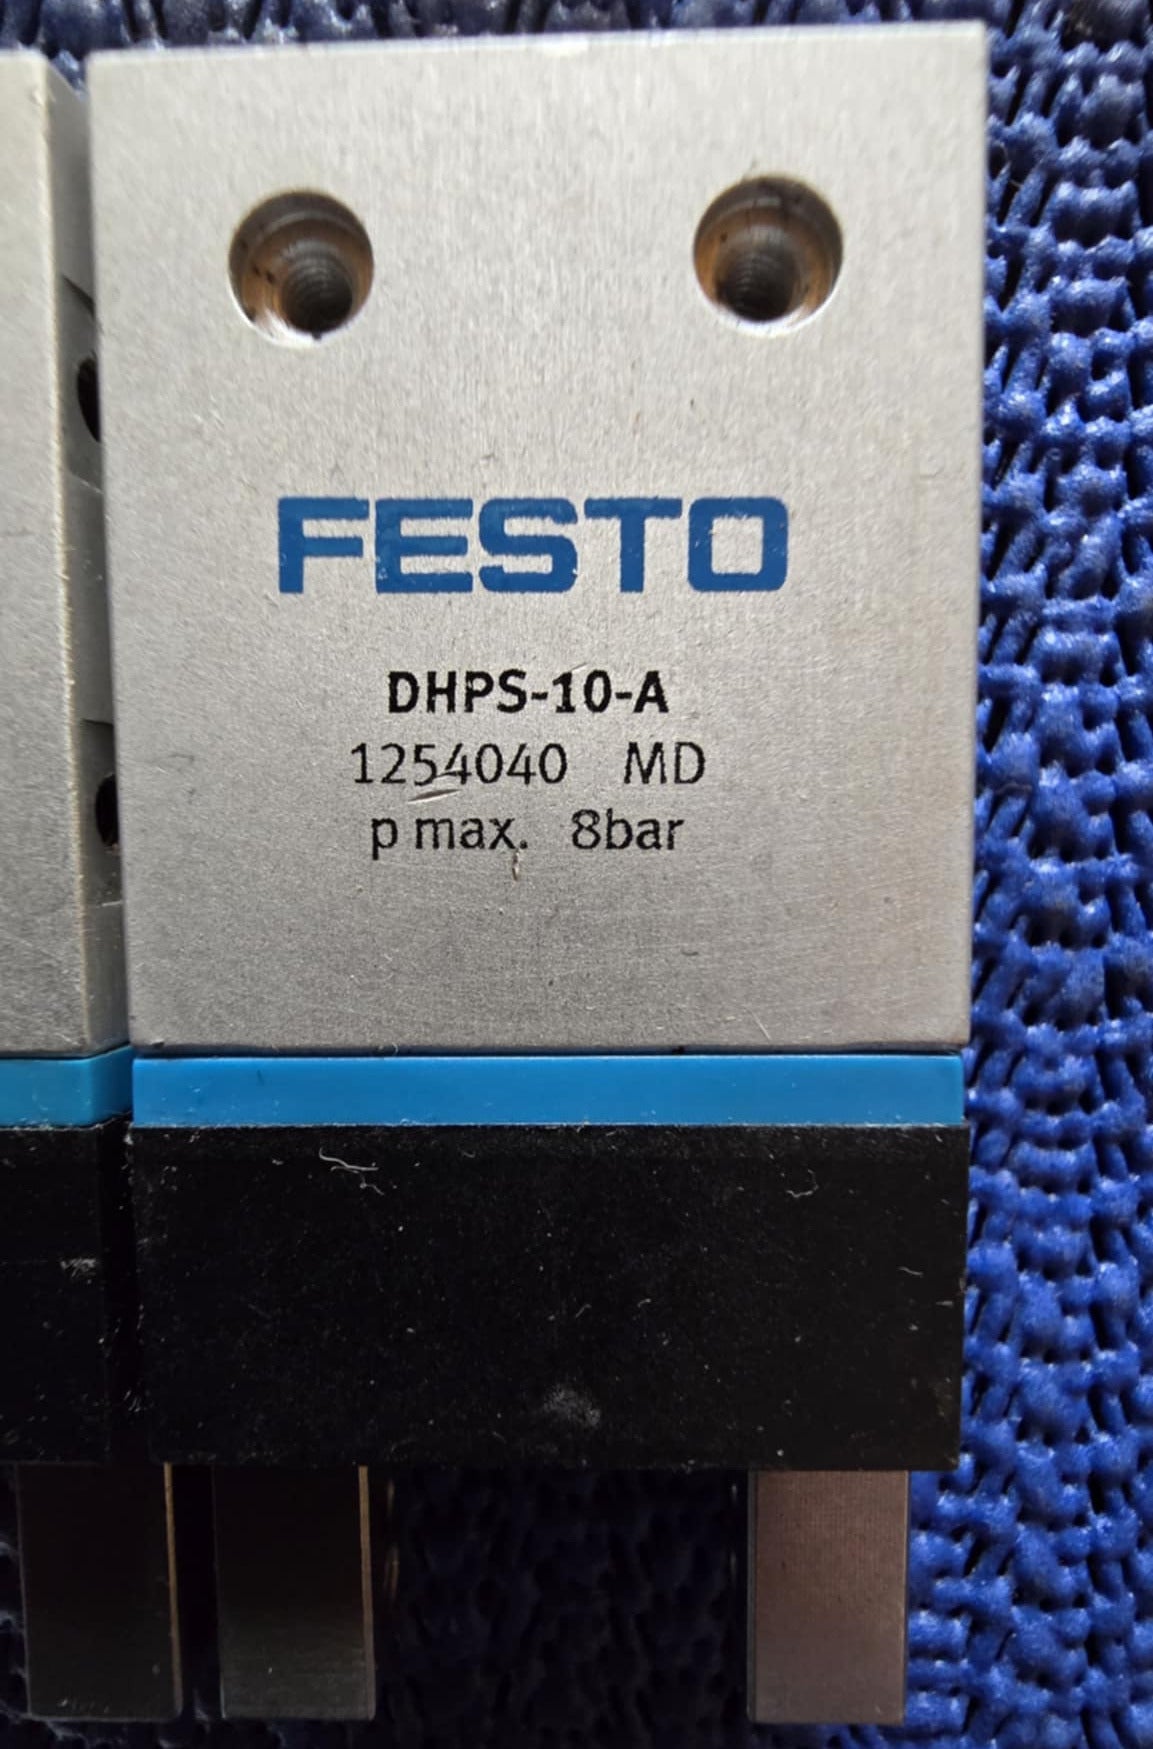 FESTO
DHPS-10-A
1254040 MD
p max. 8bar